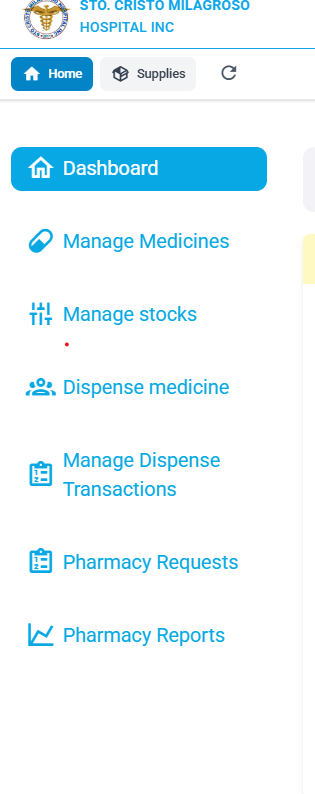 STO. CRISTO MILAGROSO
HOSPITAL INC
Home
Supplies
Dashboard
Manage Medicines
Manage stocks
Dispense medicine
Manage Dispense
Transactions
Pharmacy Requests
Pharmacy Reports